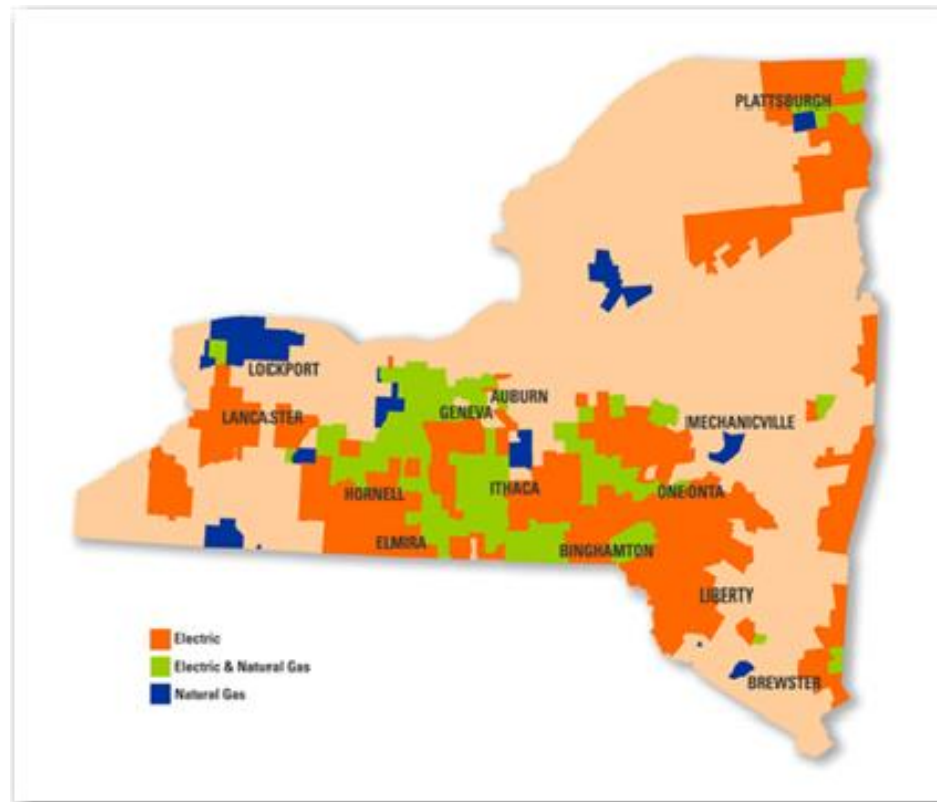 PLATTSBURGH
LOCKPORT
AUBURN
GENEVA
LANCASTER
MECHANICVILLE
HORNELL
ITHACA
ONEONTA
ELMIRA
BINGHAMTON
LIBERTY
BREWSTER
Electric
Electric & Natural Gas
Natural Gas